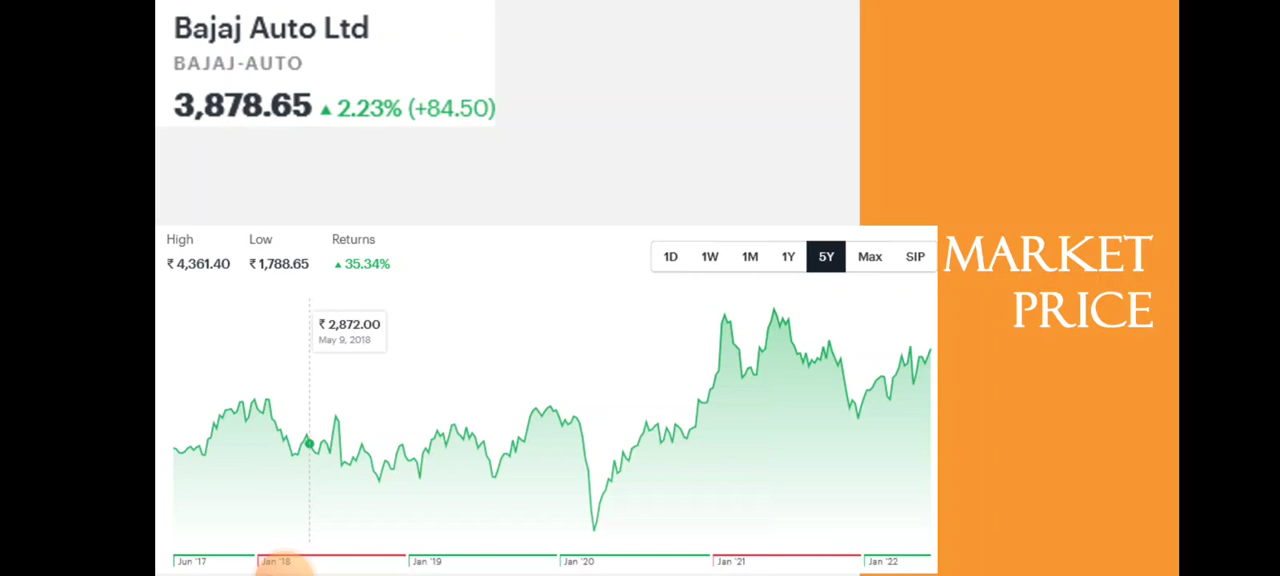 Bajaj Auto Ltd
BAJAJ-AUTO
3,878.65 ▲ 2.23% (+84.50)
High Low Returns
₹ 4,361.40 ₹ 1,788.65 ▲ 35.34%
1D 1W 1M 1Y 5Y Max SIP
MARKET
PRICE
₹ 2,872.00
May 9, 2018
Jun '17 Jan '18 Jan '19 Jan '20 Jan '21 Jan '22